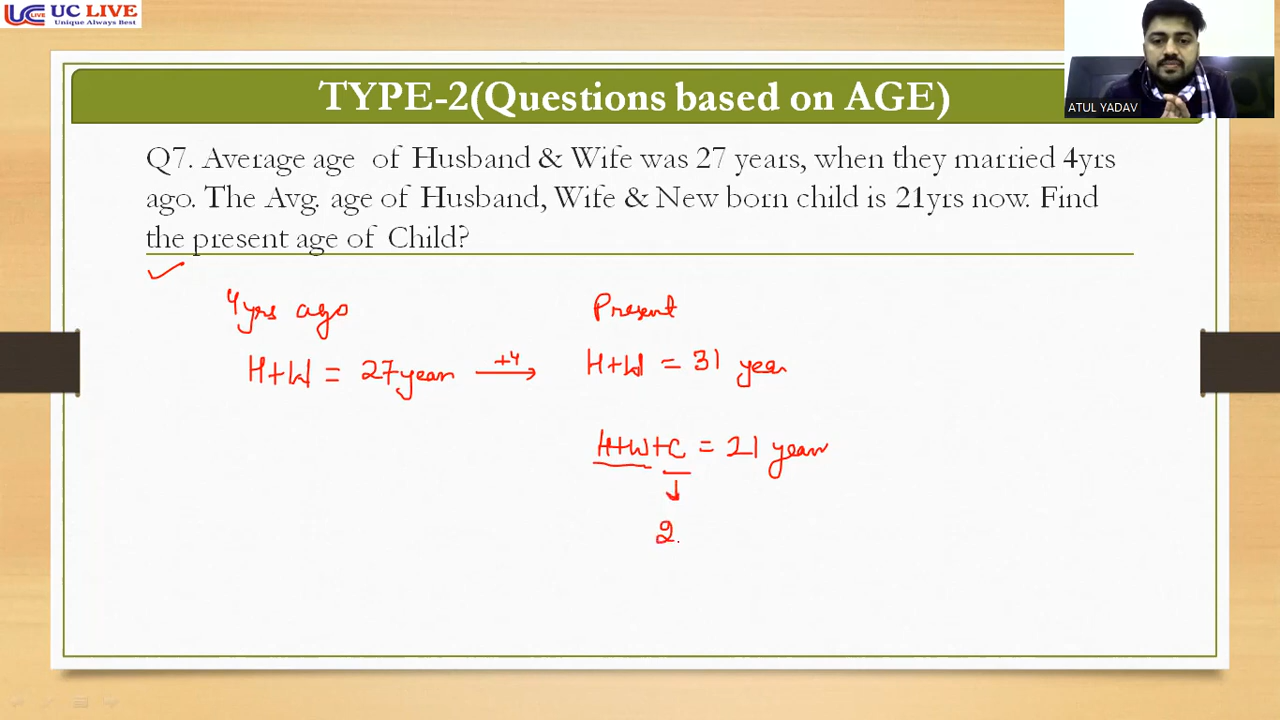 UC LIVE
Unique Always Best
TYPE-2(Questions based on AGE)
ATUL YADAV
Q7. Average age of Husband & Wife was 27 years, when they married 4yrs
ago. The Avg. age of Husband, Wife & New born child is 21yrs now. Find
the present age of Child?
4yrs ago
Present
H+W = 27year +4 → H+W = 31 year
H+W+C = 21 year
↓
2.